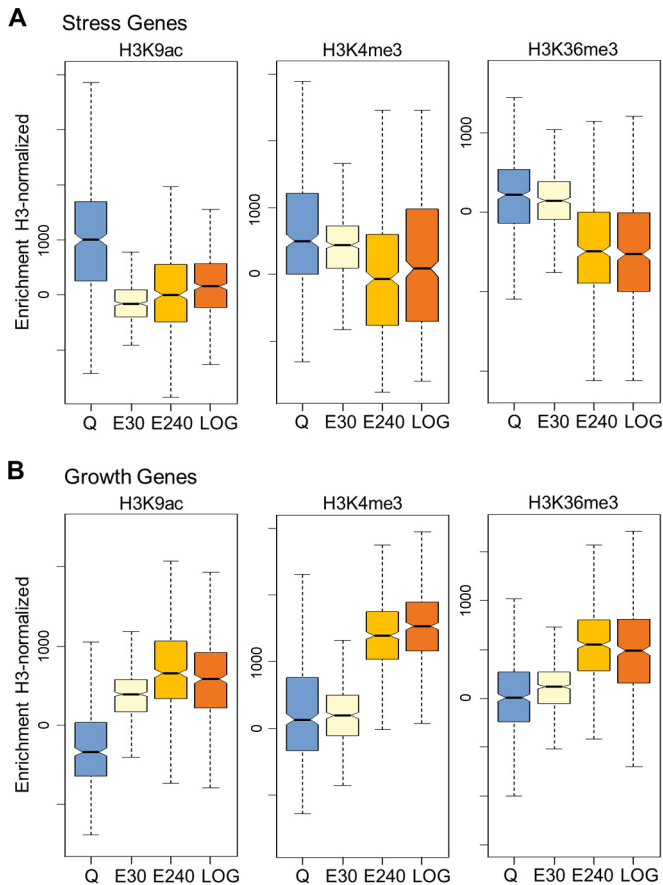 A Stress Genes
H3K9ac H3K4me3 H3K36me3
Enrichment H3-normalized
1000
0
1000
0
1000
0
Q E30 E240 LOG Q E30 E240 LOG Q E30 E240 LOG
B Growth Genes
H3K9ac H3K4me3 H3K36me3
Enrichment H3-normalized
1000
0
1000
0
1000
0
Q E30 E240 LOG Q E30 E240 LOG Q E30 E240 LOG